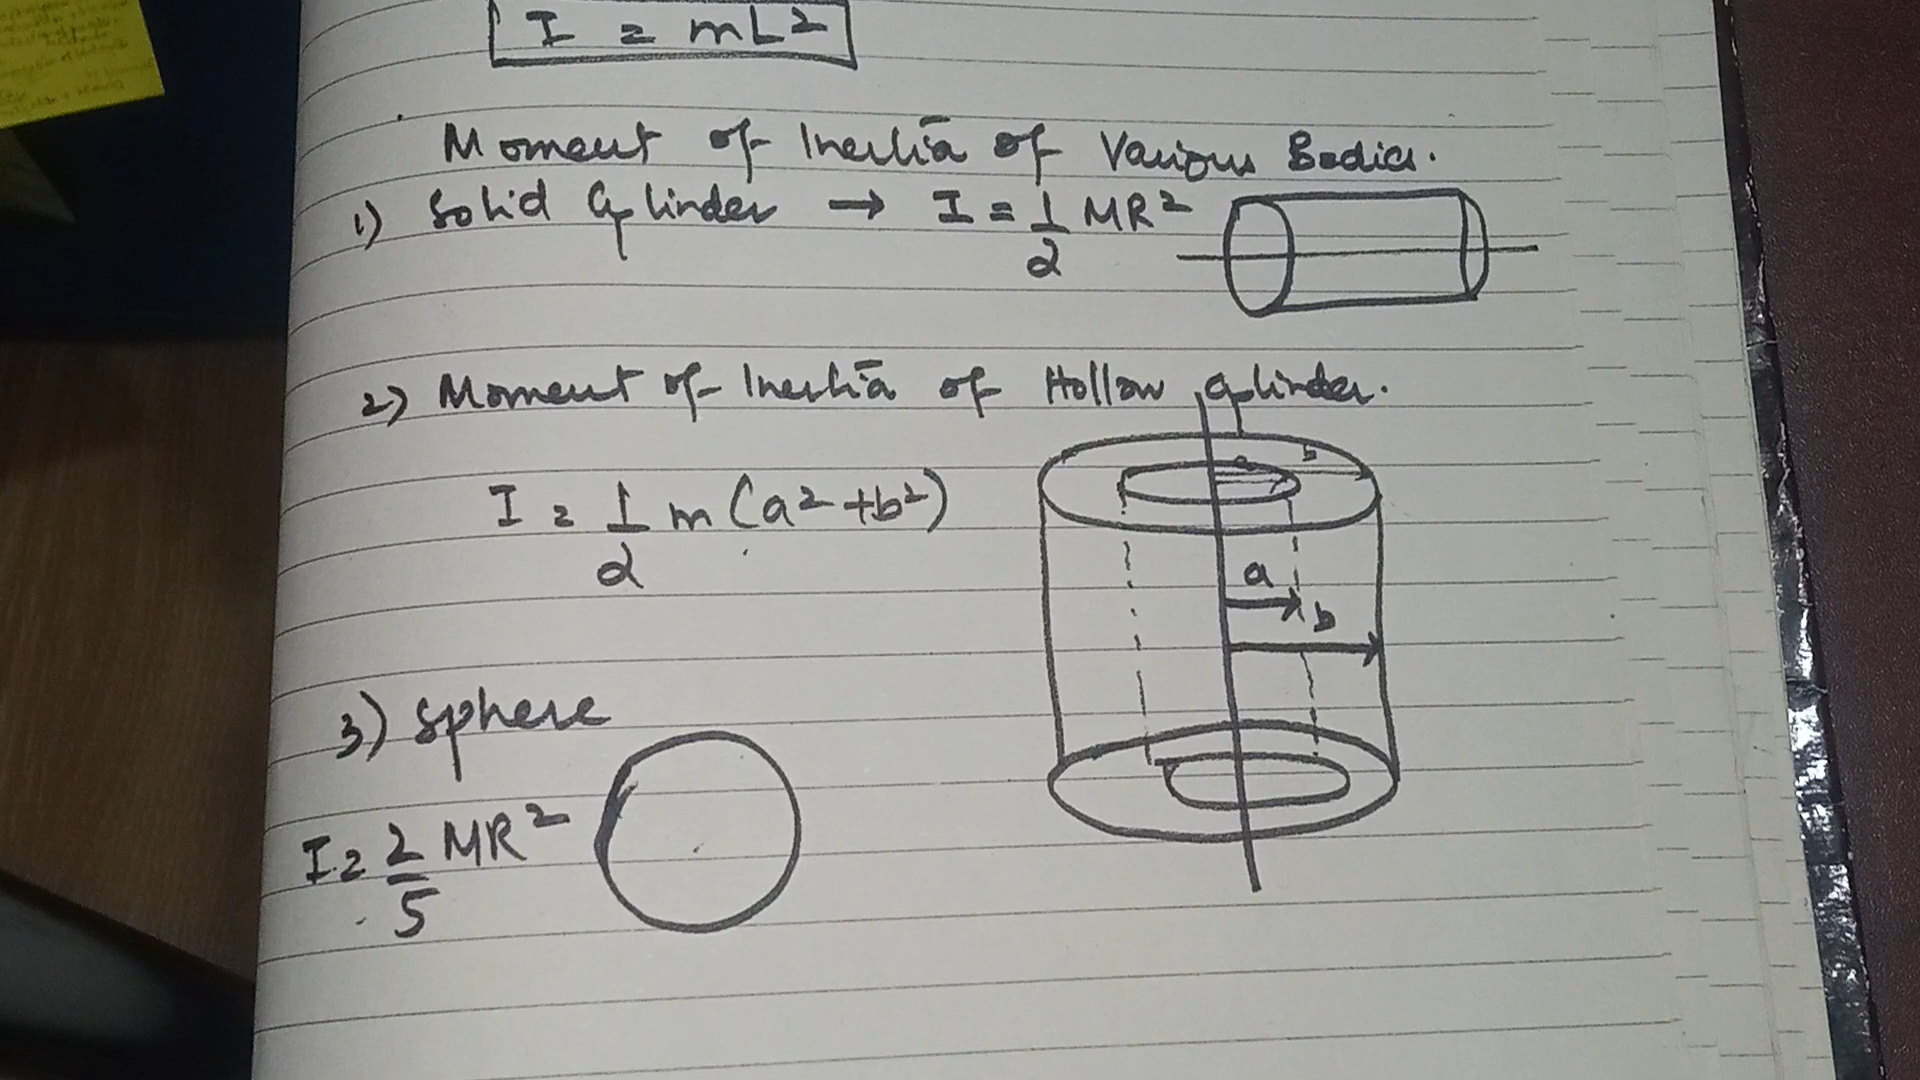 I = mL²
Moment of Inertia of Various Bodies.
1) Solid Cylinder → I = 1/2 MR²
2) Moment of Inertia of Hollow Cylinder.
a b
I = 1/2 m (a² + b²)
a
b
3) Sphere
I = 2/5 MR²